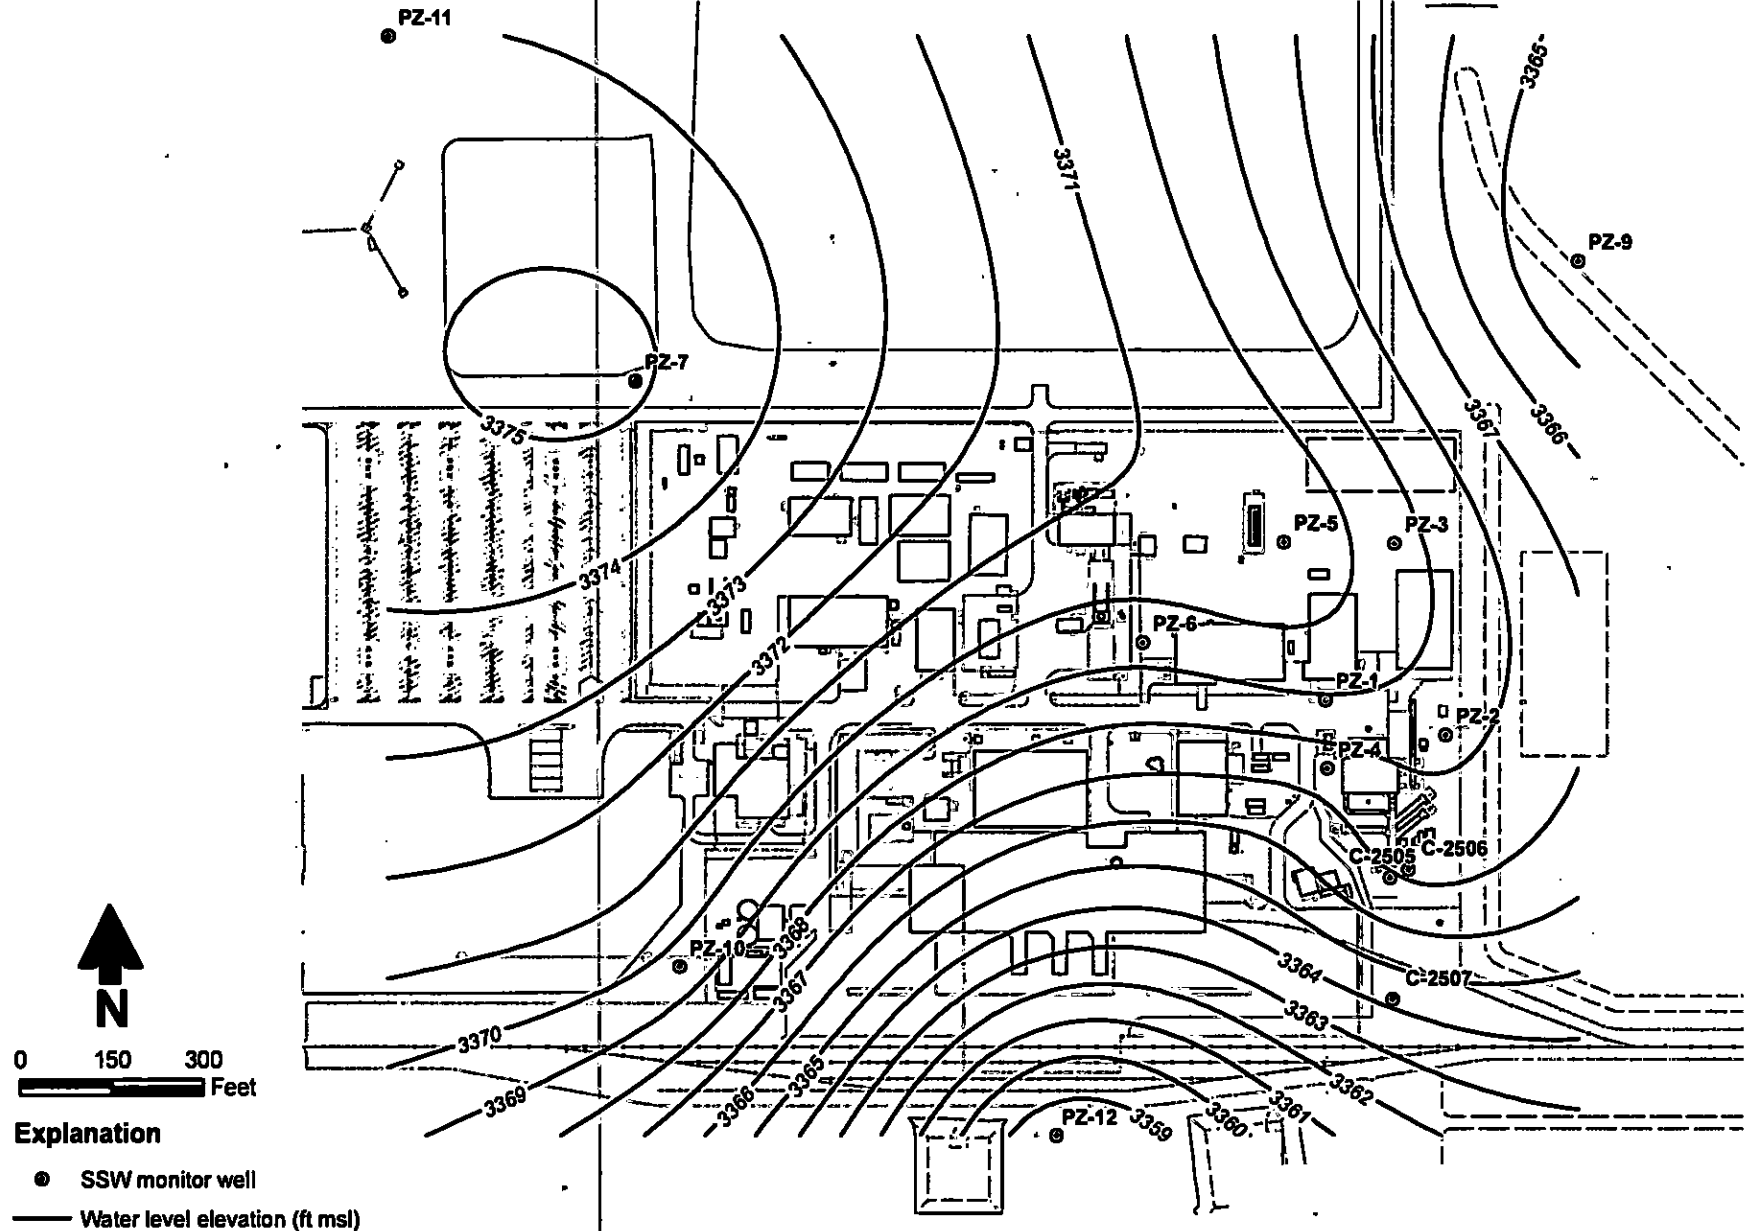 PZ-11
3365
3371
PZ-9
PZ-7
3375
3367
3366
PZ-5
PZ-3
3374
3373
PZ-6
3372
PZ-1
PZ-2
PZ-4
C-2505
C-2506
3368
PZ-10
3364
C-2507
3367
N
3363
3370
0 150 300
Feet
3365
3362
3369
3366
3361
3360
PZ-12
3359
Explanation
SSW monitor well
Water level elevation (ft msl)